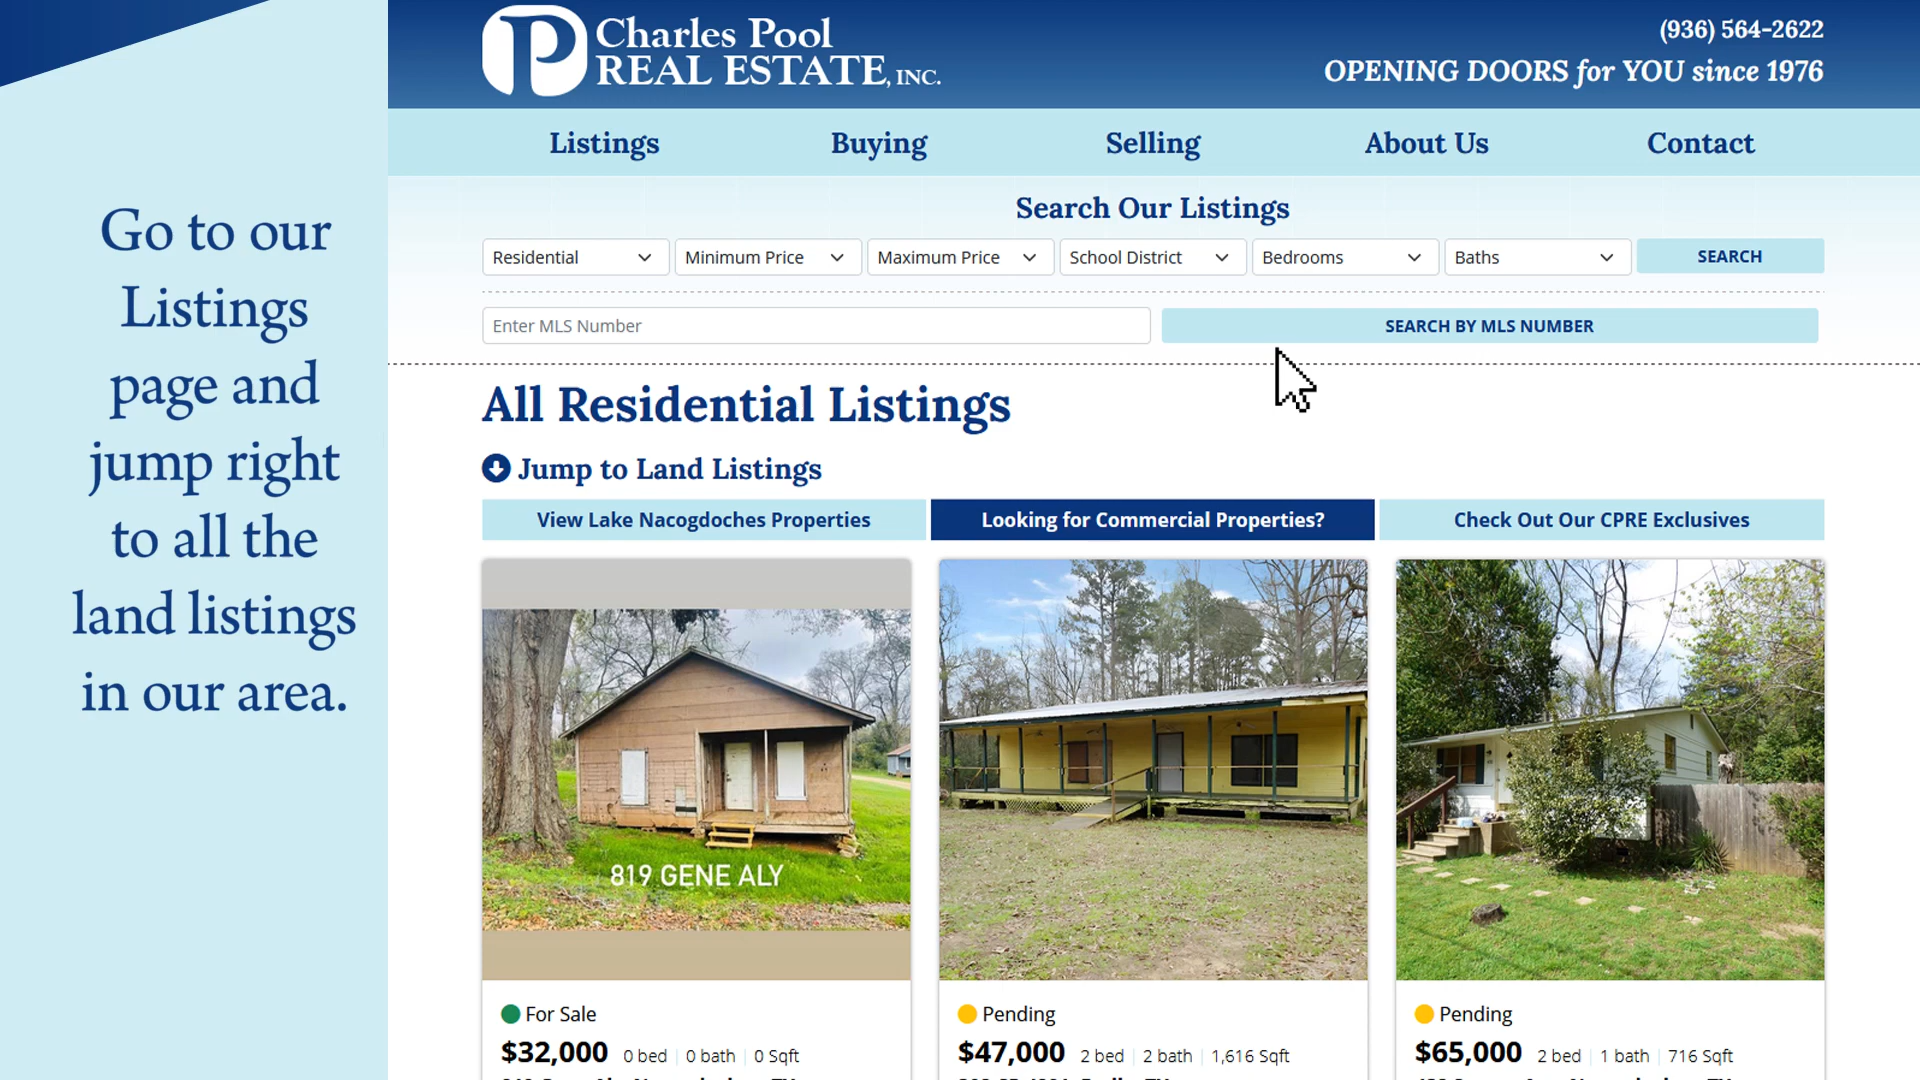 Go to our
Listings
page and
jump right
to all the
land listings
in our area.
P
Charles Pool
REAL ESTATE, INC.
(936) 564-2622
OPENING DOORS for YOU since 1976
Listings Buying Selling About Us Contact
Search Our Listings
Residential Minimum Price Maximum Price School District Bedrooms Baths SEARCH
Enter MLS Number SEARCH BY MLS NUMBER
All Residential Listings
Jump to Land Listings
View Lake Nacogdoches Properties Looking for Commercial Properties? Check Out Our CPRE Exclusives
819 GENE ALY
For Sale
$32,000 0 bed 0 bath 0 Sqft
Pending
$47,000 2 bed 2 bath 1,616 Sqft
Pending
$65,000 2 bed 1 bath 716 Sqft